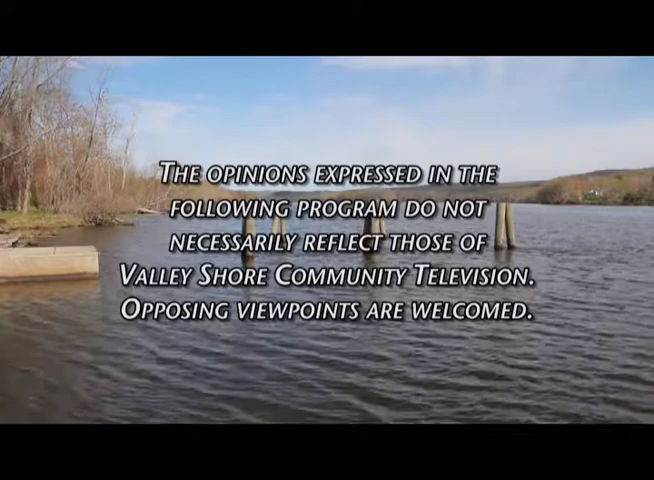 THE OPINIONS EXPRESSED IN THE
FOLLOWING PROGRAM DO NOT
NECESSARILY REFLECT THOSE OF
VALLEY SHORE COMMUNITY TELEVISION.
OPPOSING VIEWPOINTS ARE WELCOMED.